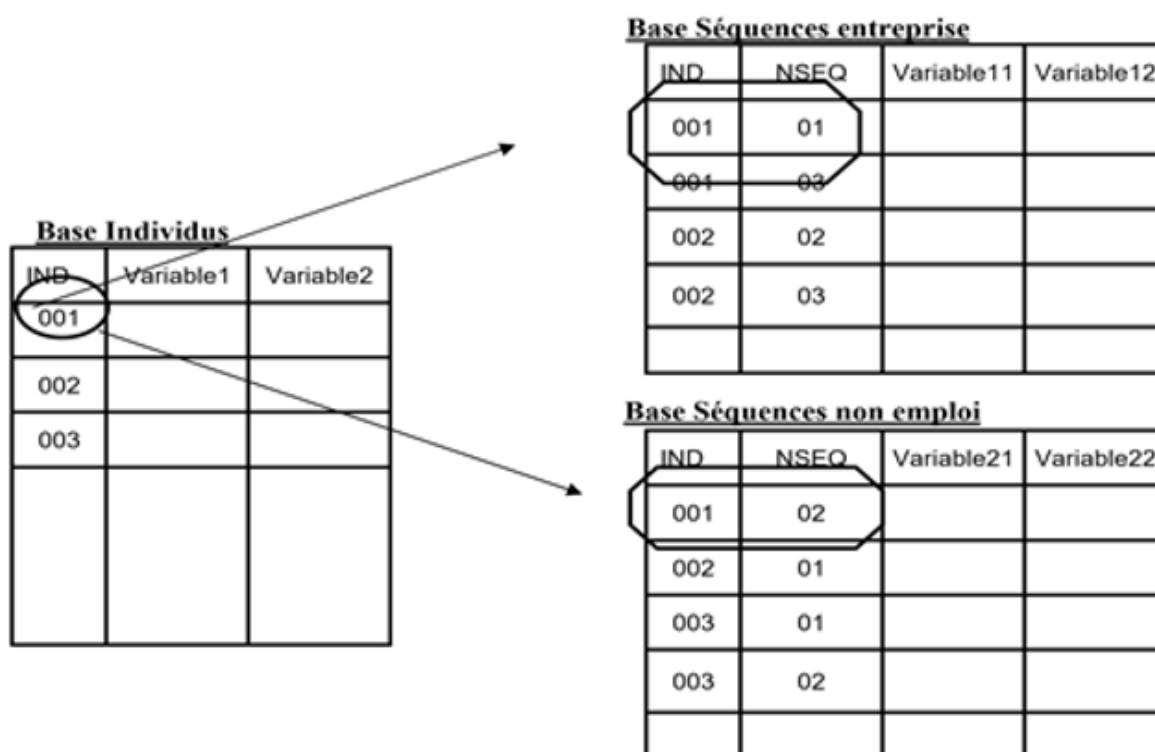 Base Individus
IND Variable1 Variable2
001
002
003
Base Séquences entreprise
IND NSEQ Variable11 Variable12
001 01
001 03
002 02
002 03
Base Séquences non emploi
IND NSEQ Variable21 Variable22
001 02
002 01
003 01
003 02